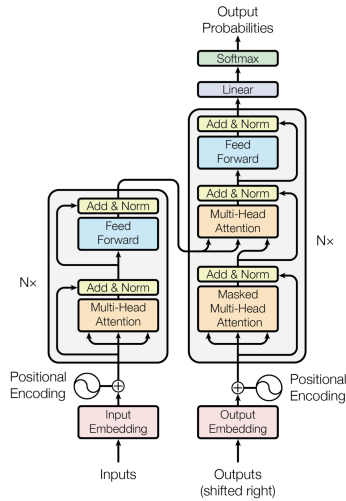 Output
Probabilities
Softmax
Linear
Add & Norm
Feed
Forward
Add & Norm
Multi-Head
Attention
Add & Norm
Masked
Multi-Head
Attention
Nx
Add & Norm
Feed
Forward
Add & Norm
Multi-Head
Attention
Nx
Positional
Encoding
Input
Embedding
Inputs
Positional
Encoding
Output
Embedding
Outputs
(shifted right)